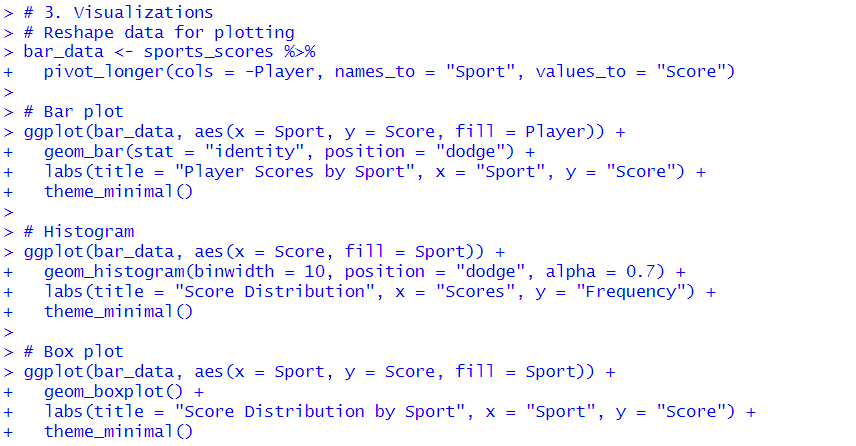 > # 3. Visualizations
> # Reshape data for plotting
> bar_data <- sports_scores %>%
+   pivot_longer(cols = -Player, names_to = "Sport", values_to = "Score")
>
> # Bar plot
> ggplot(bar_data, aes(x = Sport, y = Score, fill = Player)) +
+   geom_bar(stat = "identity", position = "dodge") +
+   labs(title = "Player Scores by Sport", x = "Sport", y = "Score") +
+   theme_minimal()
>
> # Histogram
> ggplot(bar_data, aes(x = Score, fill = Sport)) +
+   geom_histogram(binwidth = 10, position = "dodge", alpha = 0.7) +
+   labs(title = "Score Distribution", x = "Scores", y = "Frequency") +
+   theme_minimal()
>
> # Box plot
> ggplot(bar_data, aes(x = Sport, y = Score, fill = Sport)) +
+   geom_boxplot() +
+   labs(title = "Score Distribution by Sport", x = "Sport", y = "Score") +
+   theme_minimal()